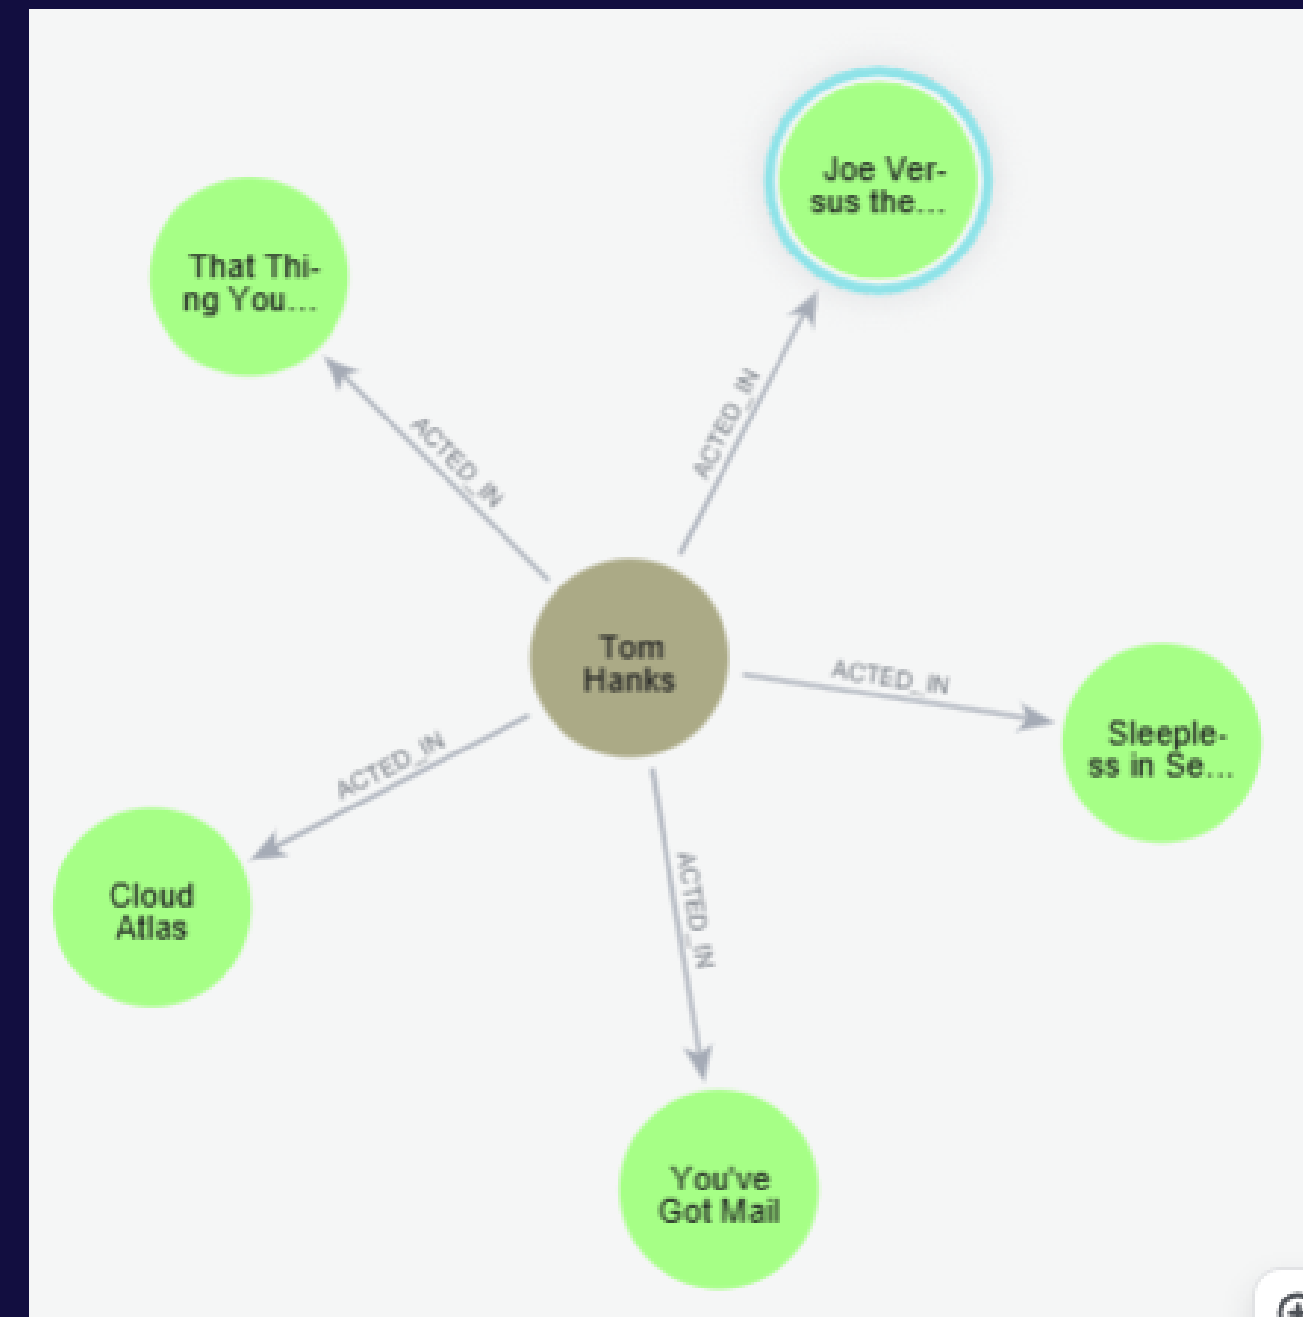 Joe Ver-
sus the...
That Thi-
ng You...
ACTED_IN
ACTED_IN
Tom
Hanks
ACTED_IN
Sleeple-
ss in Se...
ACTED_IN
Cloud
Atlas
ACTED_IN
You've
Got Mail